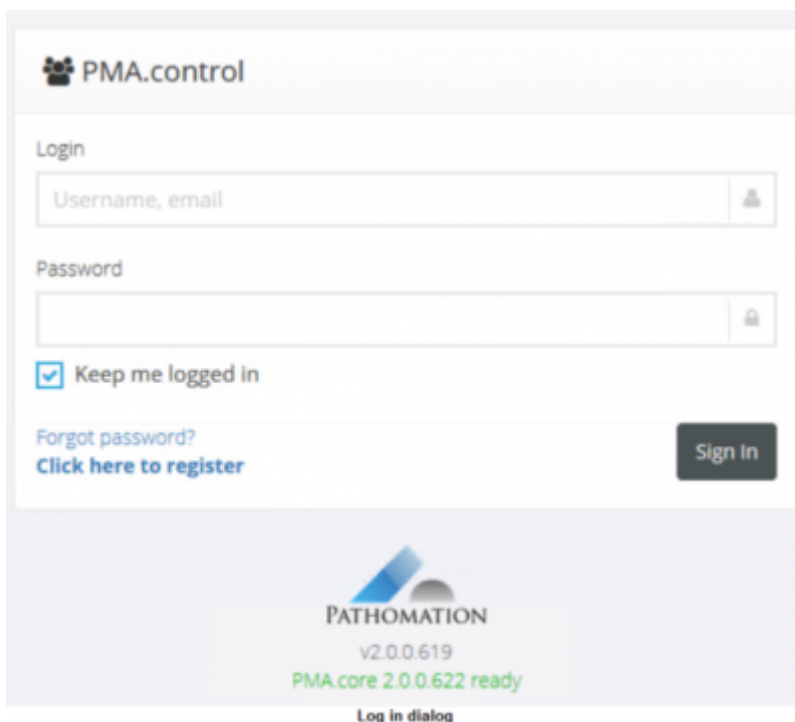 PMA.control
Login
Username, email
Password
Keep me logged in
Forgot password?
Click here to register
Sign In
PATHOMATION
v2.0.0.619
PMA.core 2.0.0.622 ready
Log in dialog